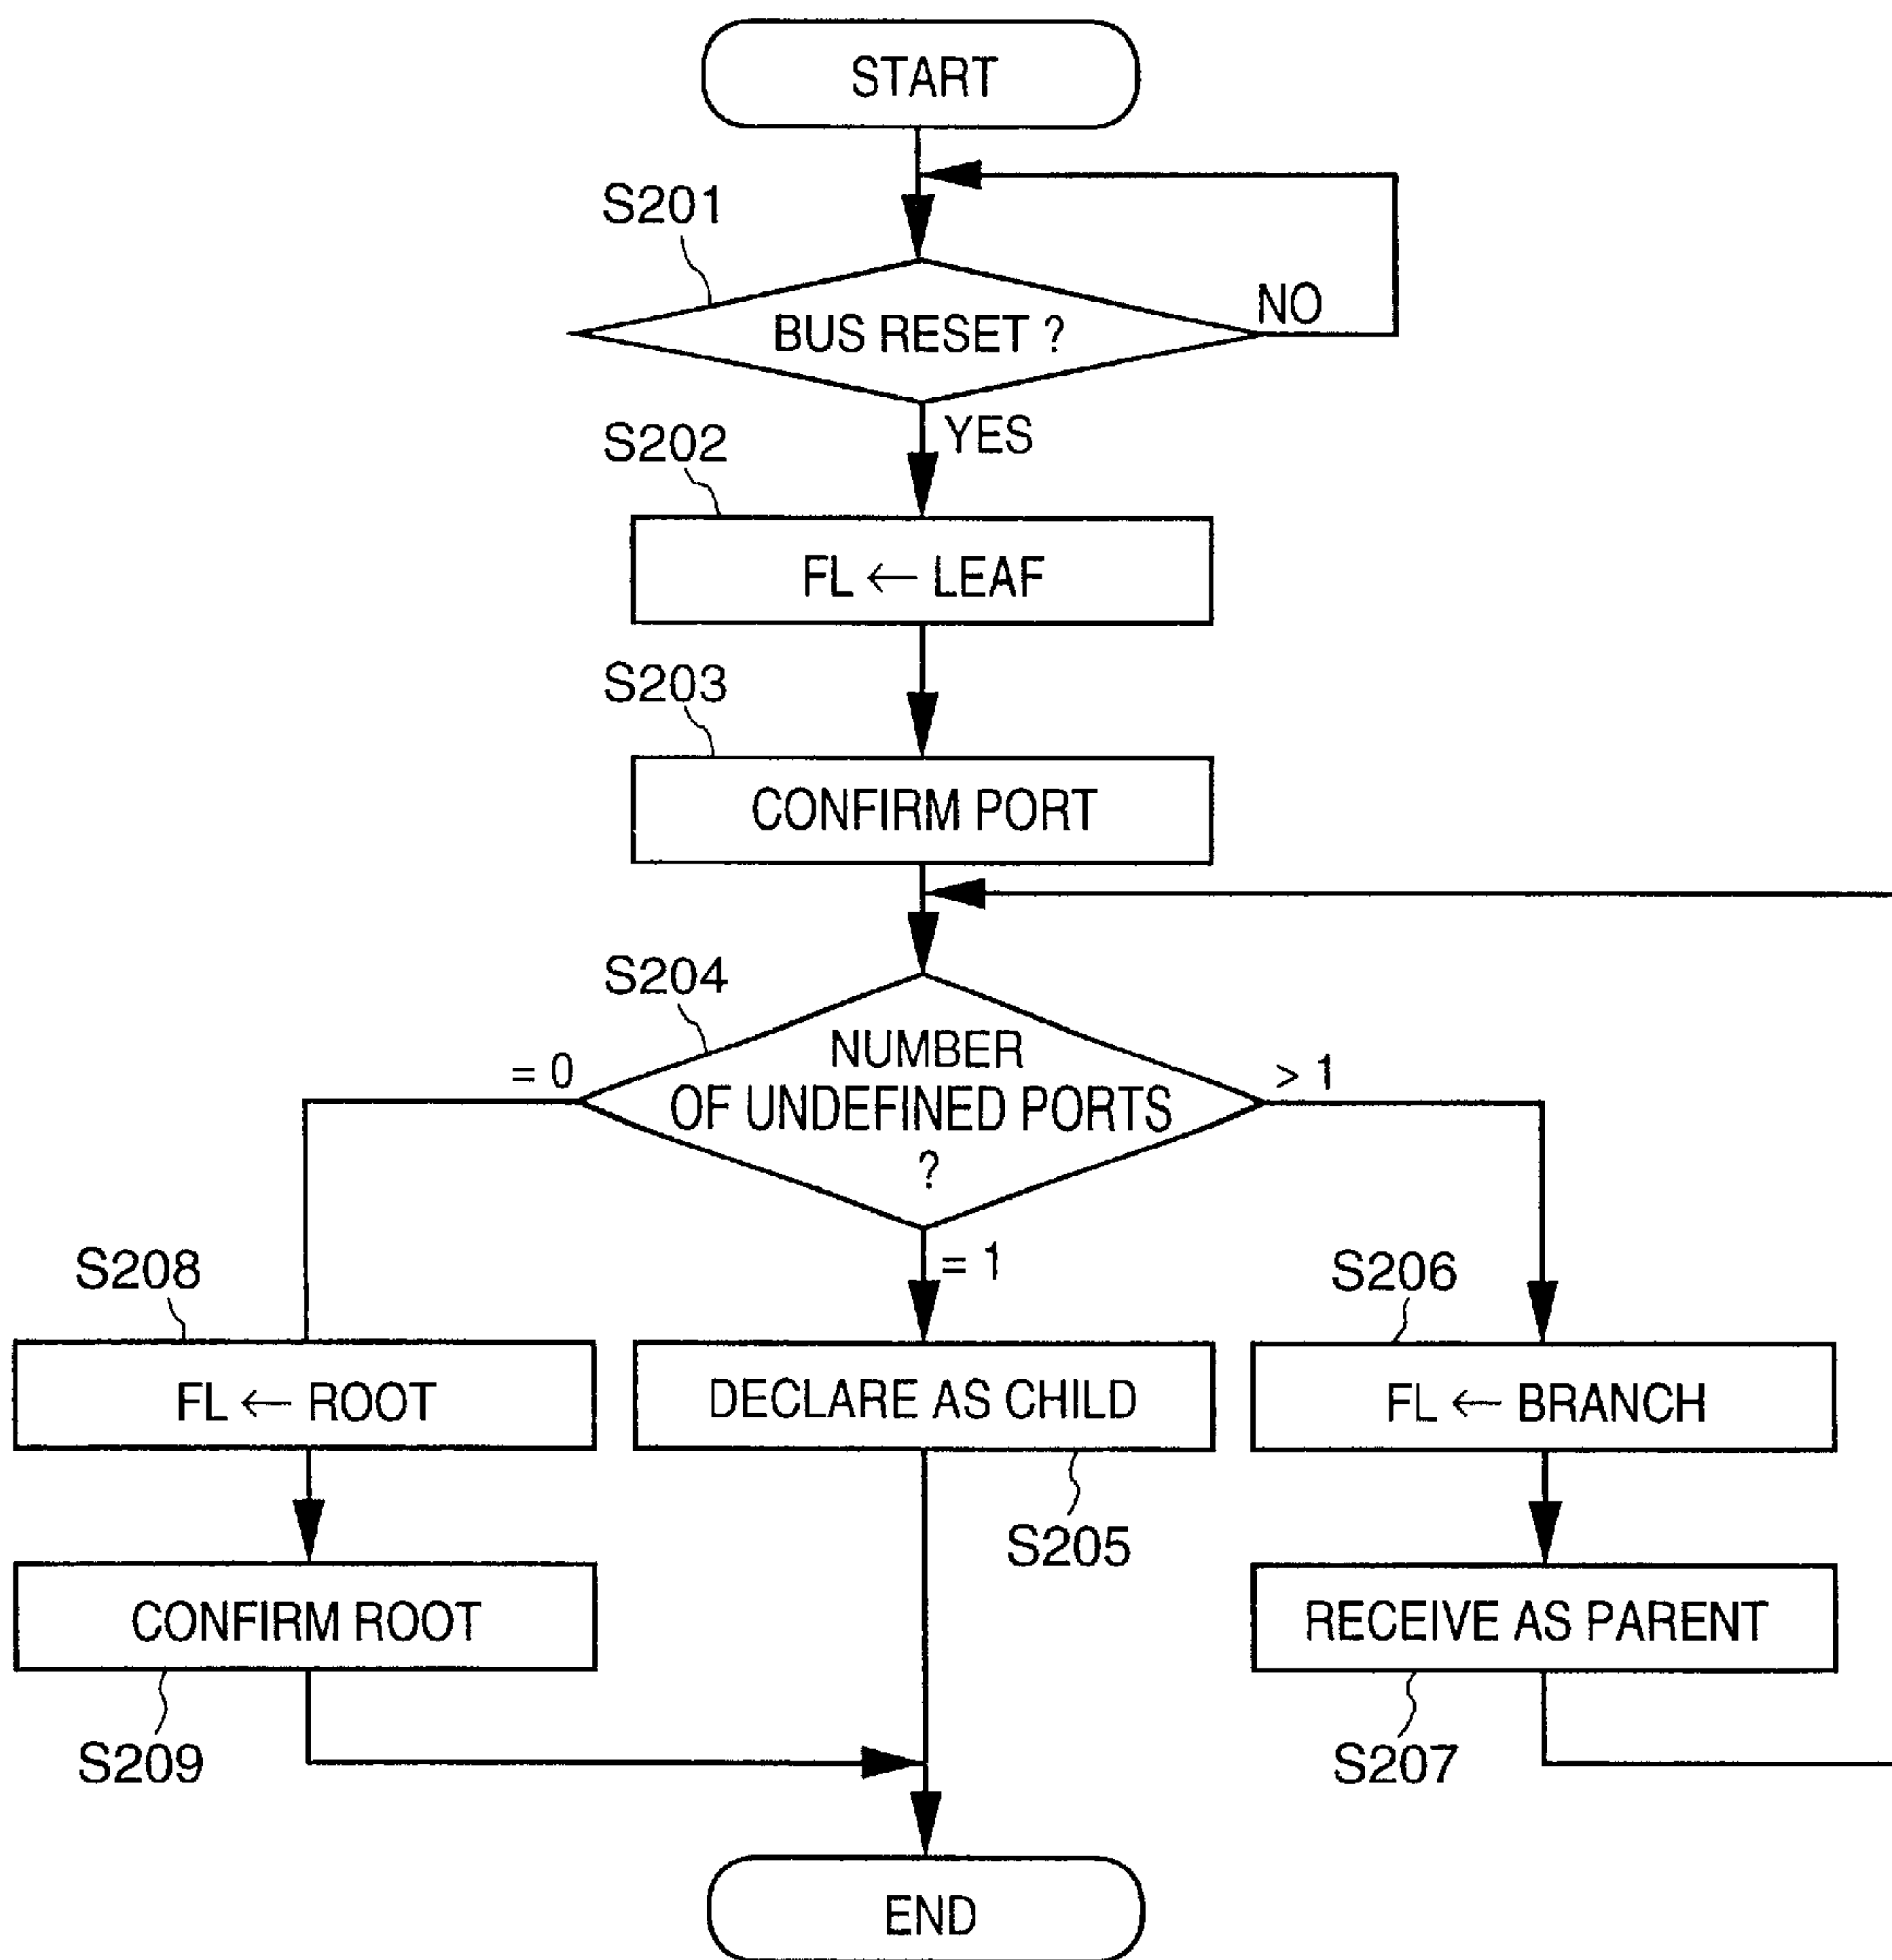 START
S201
BUS RESET ?
NO
YES
S202
FL ← LEAF
S203
CONFIRM PORT
S204
NUMBER
OF UNDEFINED PORTS
?
= 0
> 1
= 1
S208
S206
FL ← ROOT
DECLARE AS CHILD
FL ← BRANCH
S205
CONFIRM ROOT
RECEIVE AS PARENT
S209
S207
END